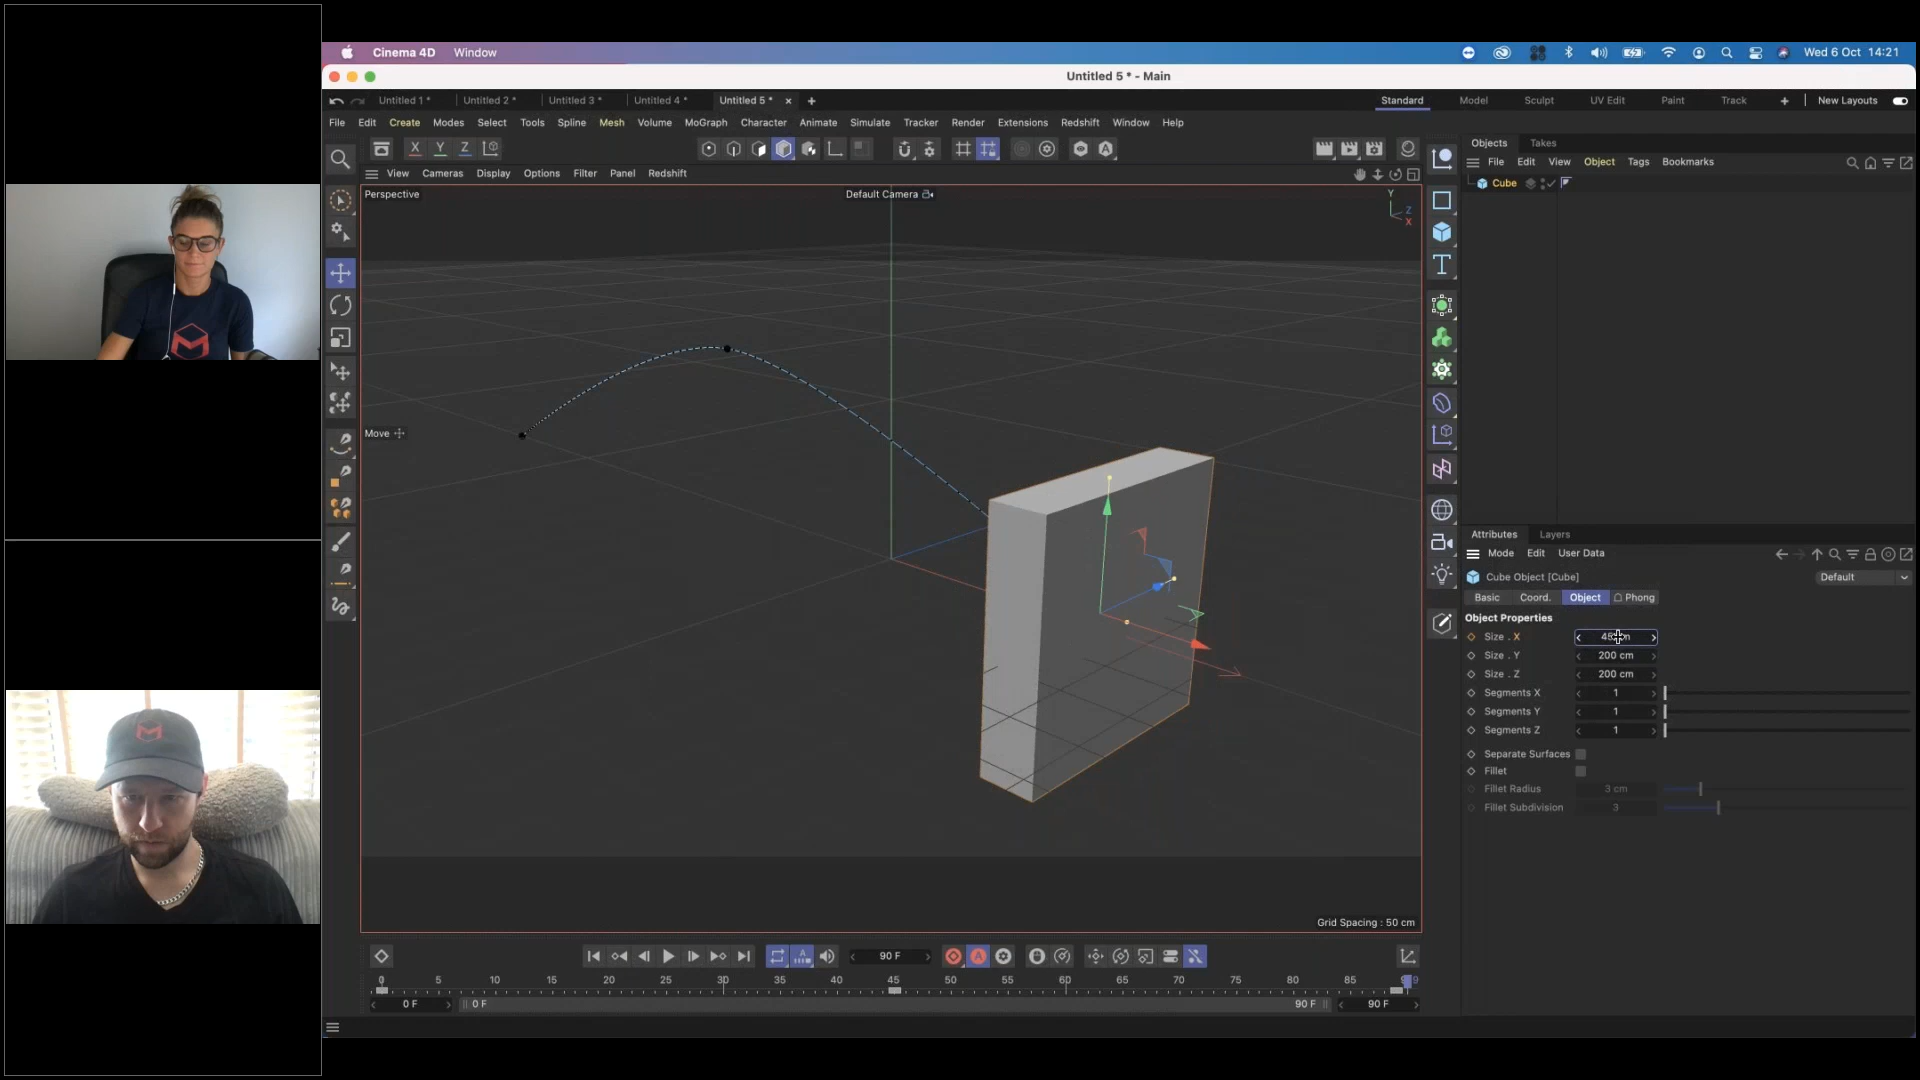 Cinema 4D Window
Wed 6 Oct 14:21
Untitled 5 * - Main
Untitled 1 * Untitled 2 * Untitled 3 * Untitled 4 * Untitled 5 *
Standard Model Sculpt UV Edit Paint Track New Layouts
File Edit Create Modes Select Tools Spline Mesh Volume MoGraph Character Animate Simulate Tracker Render Extensions Redshift Window Help
X Y Z
View Cameras Display Options Filter Panel Redshift
Perspective
Default Camera
Y
Z
X
Move
Grid Spacing : 50 cm
Objects Takes
File Edit View Object Tags Bookmarks
Cube
Attributes Layers
Mode Edit User Data
Cube Object [Cube]
Default
Basic Coord. Object Phong
Object Properties
Size . X
Size . Y 200 cm
Size . Z 200 cm
Segments X 1
Segments Y 1
Segments Z 1
Separate Surfaces
Fillet
Fillet Radius 3 cm
Fillet Subdivision 3
90 F
0 5 10 15 20 25 30 35 40 45 50 55 60 65 70 75 80 85
0 F 0 F 90 F 90 F